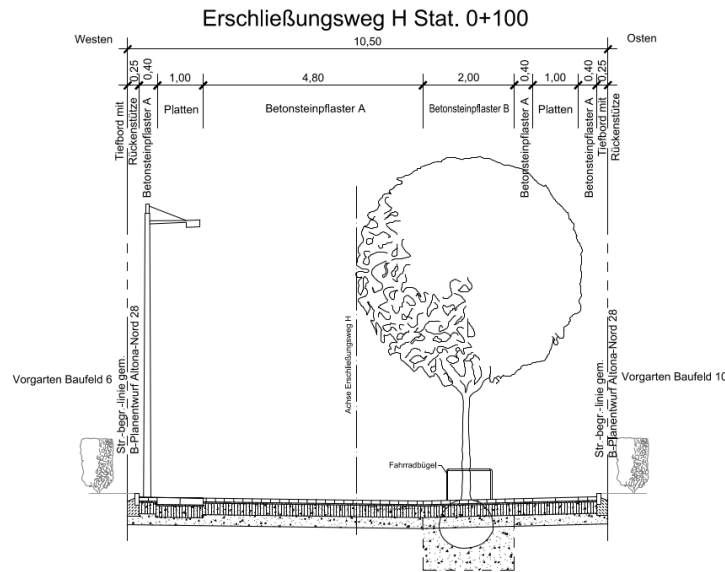 Erschließungsweg H Stat. 0+100
Westen
Osten
10,50
0,25
0,40
1,00
4,80
2,00
0,40
1,00
0,40
0,25
Tiefbord mit
Rückenstütze
Betonsteinpflaster A
Platten
Betonsteinpflaster A
Betonsteinpflaster B
Betonsteinpflaster A
Platten
Betonsteinpflaster A
Tiefbord mit
Rückenstütze
Achse Erschließungsweg H
Str.-begr.-linie gem.
B-Planentwurf Altona-Nord 28
Str.-begr.-linie gem.
B-Planentwurf Altona-Nord 28
Vorgarten Baufeld 6
Vorgarten Baufeld 10
Fahrradbügel